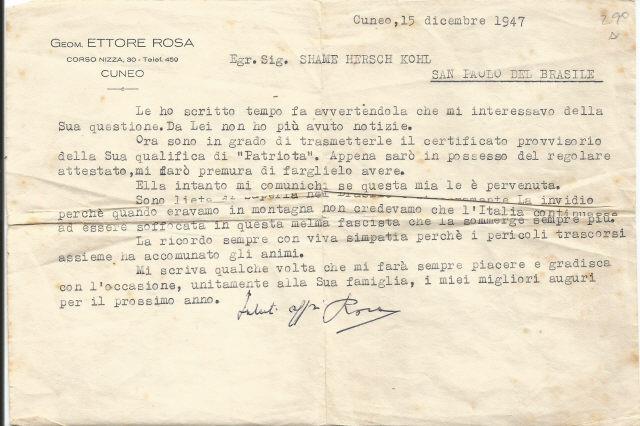 Cuneo, 15 dicembre 1947
GEOM. ETTORE ROSA
CORSO NIZZA, 30 - Telef. 450
CUNEO
Egr. Sig. SHAME HERSCH KOHL
SAN PAOLO DEL BRASILE
Le ho scritto tempo fa avvertendola che mi interessavo della
Sua questione. Da Lei non ho più avuto notizie.
Ora sono in grado di trasmetterle il certificato provvisorio
della Sua qualifica di "Patriota". Appena sarò in possesso del regolare
attestato, mi farò premura di farglielo avere.
Ella intanto mi comunichi se questa mia le è pervenuta.
Sono La invidio
perchè quando eravamo in montagna non credevamo che l'Italia continuasse
ad essere soffocata in questa melma fascista che la sommerge sempre più.
La ricordo sempre con viva simpatia perchè i pericoli trascorsi
assieme ha accomunato gli animi.
Mi scriva qualche volta che mi farà sempre piacere e gradisca
con l'occasione, unitamente alla Sua famiglia, i miei migliori auguri
per il prossimo anno.
Saluti Rosa